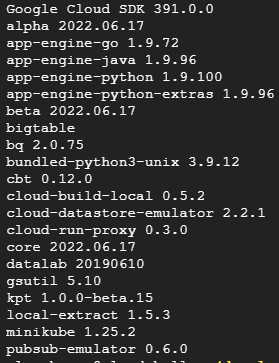 Google Cloud SDK 391.0.0
alpha 2022.06.17
app-engine-go 1.9.72
app-engine-java 1.9.96
app-engine-python 1.9.100
app-engine-python-extras 1.9.96
beta 2022.06.17
bigtable
bq 2.0.75
bundled-python3-unix 3.9.12
cbt 0.12.0
cloud-build-local 0.5.2
cloud-datastore-emulator 2.2.1
cloud-run-proxy 0.3.0
core 2022.06.17
datalab 20190610
gsutil 5.10
kpt 1.0.0-beta.15
local-extract 1.5.3
minikube 1.25.2
pubsub-emulator 0.6.0